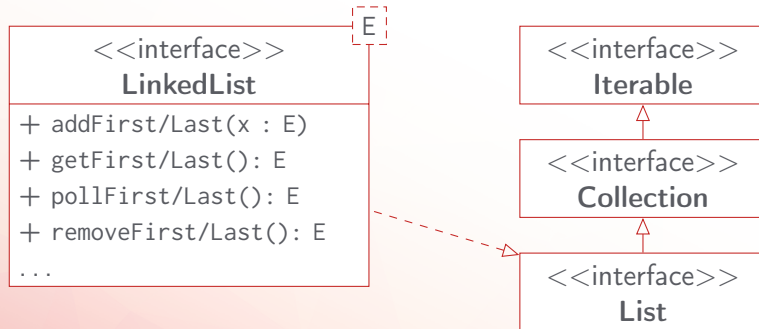 E
<<interface>>
LinkedList
+ addFirst/Last(x : E)
+ getFirst/Last(): E
+ pollFirst/Last(): E
+ removeFirst/Last(): E
...
<<interface>>
Iterable
<<interface>>
Collection
<<interface>>
List